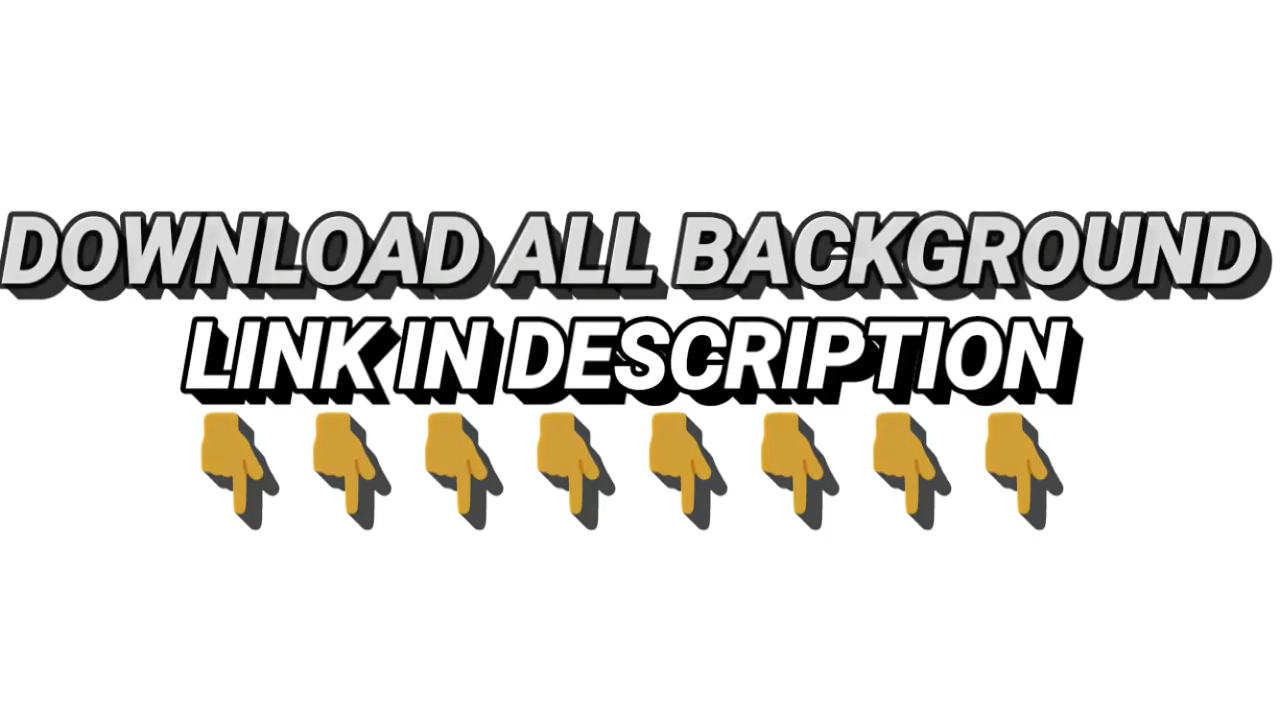 DOWNLOAD ALL BACKGROUND
LINK IN DESCRIPTION
👇👇👇👇👇👇👇👇